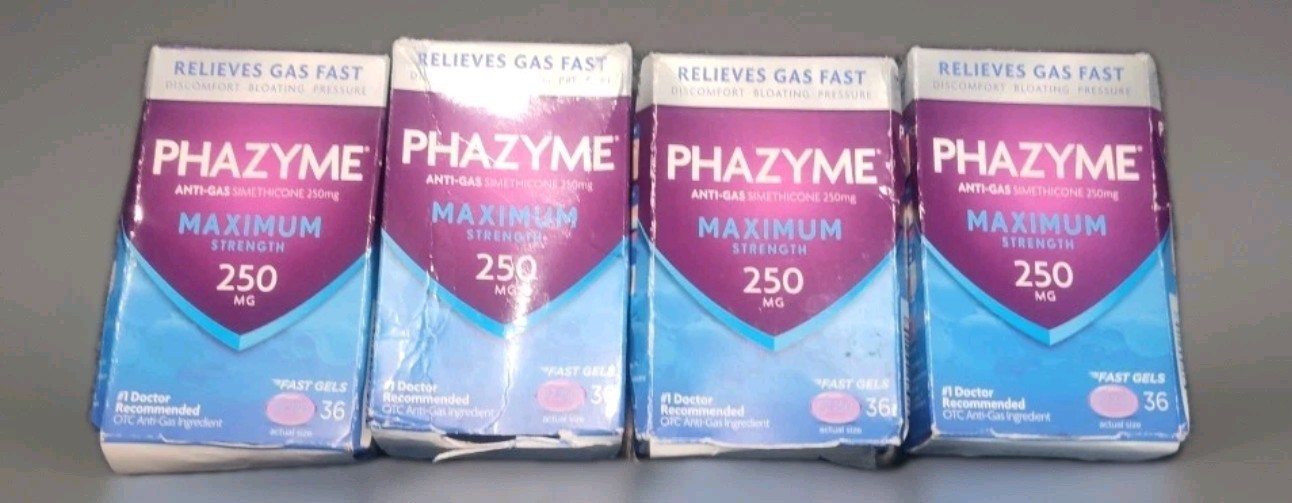 RELIEVES GAS FAST
DISCOMFORT BLOATING PRESSURE
PHAZYME®
ANTI-GAS SIMETHICONE 250mg
MAXIMUM
STRENGTH
250
MG
FAST GELS
#1 Doctor
Recommended
OTC Anti-Gas Ingredient
36
actual size
RELIEVES GAS FAST
PHAZYME®
ANTI-GAS SIMETHICONE 250mg
MAXIMUM
STRENGTH
250
MG
FAST GELS
#1 Doctor
Recommended
OTC Anti-Gas Ingredient
36
actual size
RELIEVES GAS FAST
DISCOMFORT BLOATING PRESSURE
PHAZYME®
ANTI-GAS SIMETHICONE 250mg
MAXIMUM
STRENGTH
250
MG
FAST GELS
#1 Doctor
Recommended
OTC Anti-Gas Ingredient
36
actual size
RELIEVES GAS FAST
DISCOMFORT BLOATING PRESSURE
PHAZYME®
ANTI-GAS SIMETHICONE 250mg
MAXIMUM
STRENGTH
250
MG
FAST GELS
#1 Doctor
Recommended
OTC Anti-Gas Ingredient
36
actual size